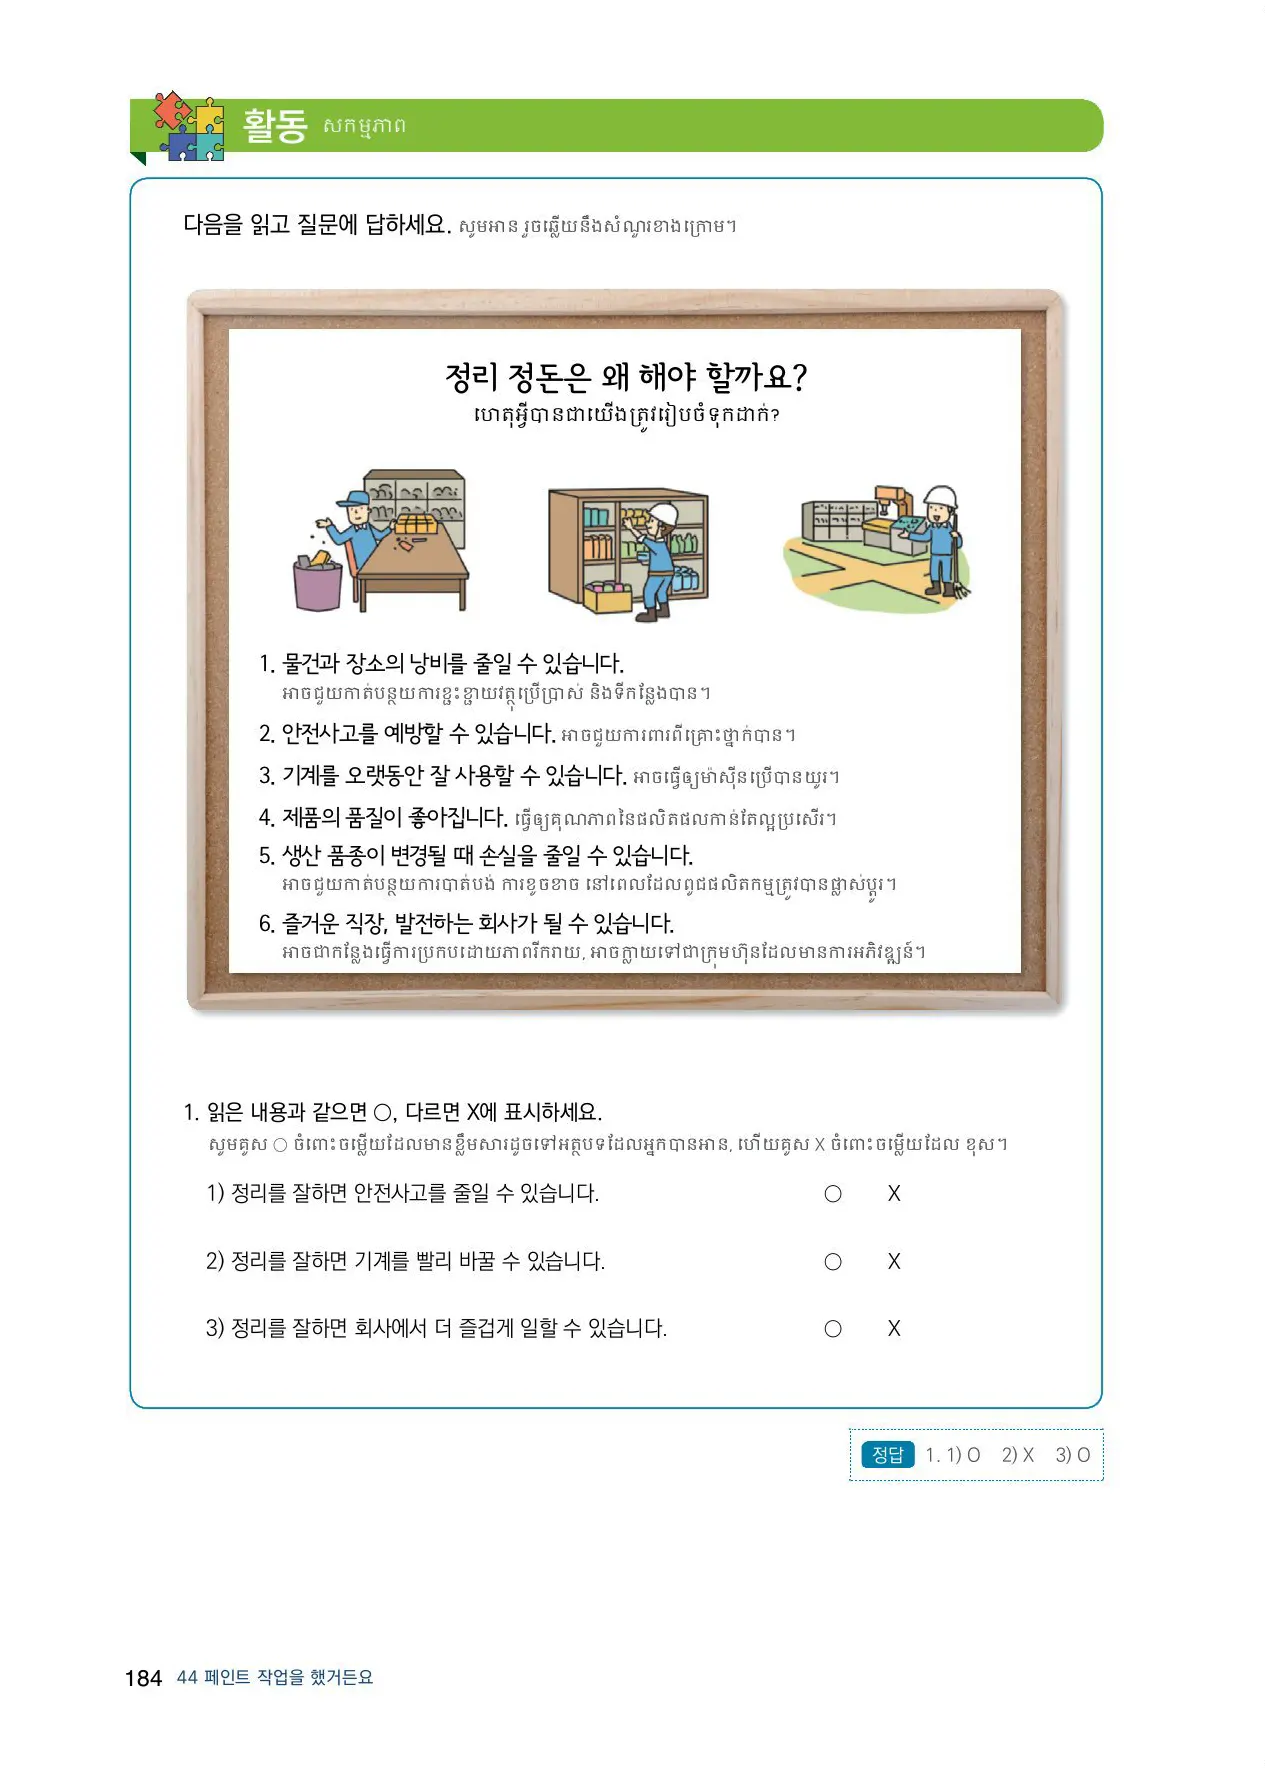 활동 សកម្មភាព
다음을 읽고 질문에 답하세요. សូមអាន រួចឆ្លើយនឹងសំណួរខាងក្រោម។
정리 정돈은 왜 해야 할까요?
ហេតុអ្វីបានជាយើងត្រូវរៀបចំទុកដាក់?
1. 물건과 장소의 낭비를 줄일 수 있습니다.
អាចជួយកាត់បន្ថយការខ្ជះខ្ជាយវត្ថុប្រើប្រាស់ និងទីកន្លែងបាន។
2. 안전사고를 예방할 수 있습니다. អាចជួយការពារពីគ្រោះថ្នាក់បាន។
3. 기계를 오랫동안 잘 사용할 수 있습니다. អាចធ្វើឲ្យម៉ាស៊ីនប្រើបានយូរ។
4. 제품의 품질이 좋아집니다. ធ្វើឲ្យគុណភាពនៃផលិតផលកាន់តែល្អប្រសើរ។
5. 생산 품종이 변경될 때 손실을 줄일 수 있습니다.
អាចជួយកាត់បន្ថយការបាត់បង់ ការខូចខាច នៅពេលដែលពូជផលិតកម្មត្រូវបានផ្លាស់ប្តូរ។
6. 즐거운 직장, 발전하는 회사가 될 수 있습니다.
អាចជាកន្លែងធ្វើការប្រកបដោយភាពរីករាយ, អាចក្លាយទៅជាក្រុមហ៊ុនដែលមានការអភិវឌ្ឍន៍។
1. 읽은 내용과 같으면 ○, 다르면 X에 표시하세요.
សូមគូស ○ ចំពោះចម្លើយដែលមានខ្លឹមសារដូចទៅអត្ថបទដែលអ្នកបានអាន, ហើយគូស X ចំពោះចម្លើយដែល ខុស។
1) 정리를 잘하면 안전사고를 줄일 수 있습니다. ○ X
2) 정리를 잘하면 기계를 빨리 바꿀 수 있습니다. ○ X
3) 정리를 잘하면 회사에서 더 즐겁게 일할 수 있습니다. ○ X
정답 1. 1) O 2) X 3) O
184 44 페인트 작업을 했거든요